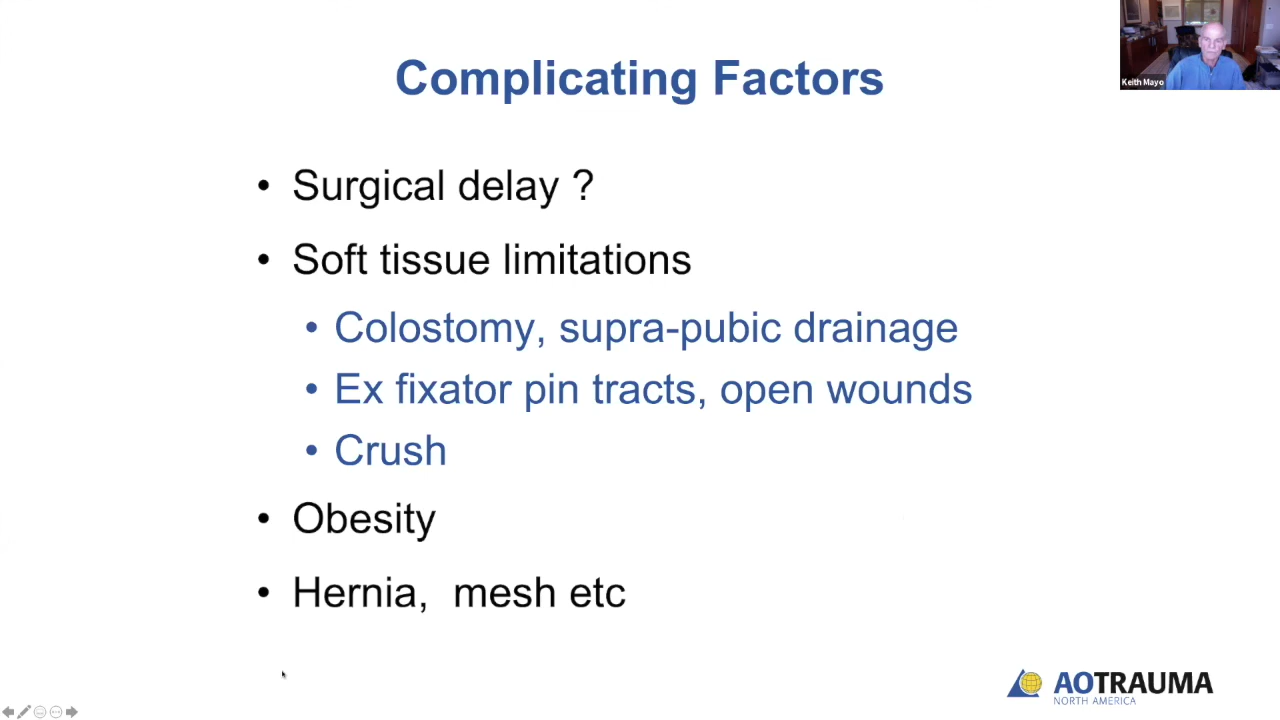 Complicating Factors
Keith Mayo
• Surgical delay ?
• Soft tissue limitations
• Colostomy, supra-pubic drainage
• Ex fixator pin tracts, open wounds
• Crush
• Obesity
• Hernia, mesh etc
AOTRAUMA
NORTH AMERICA